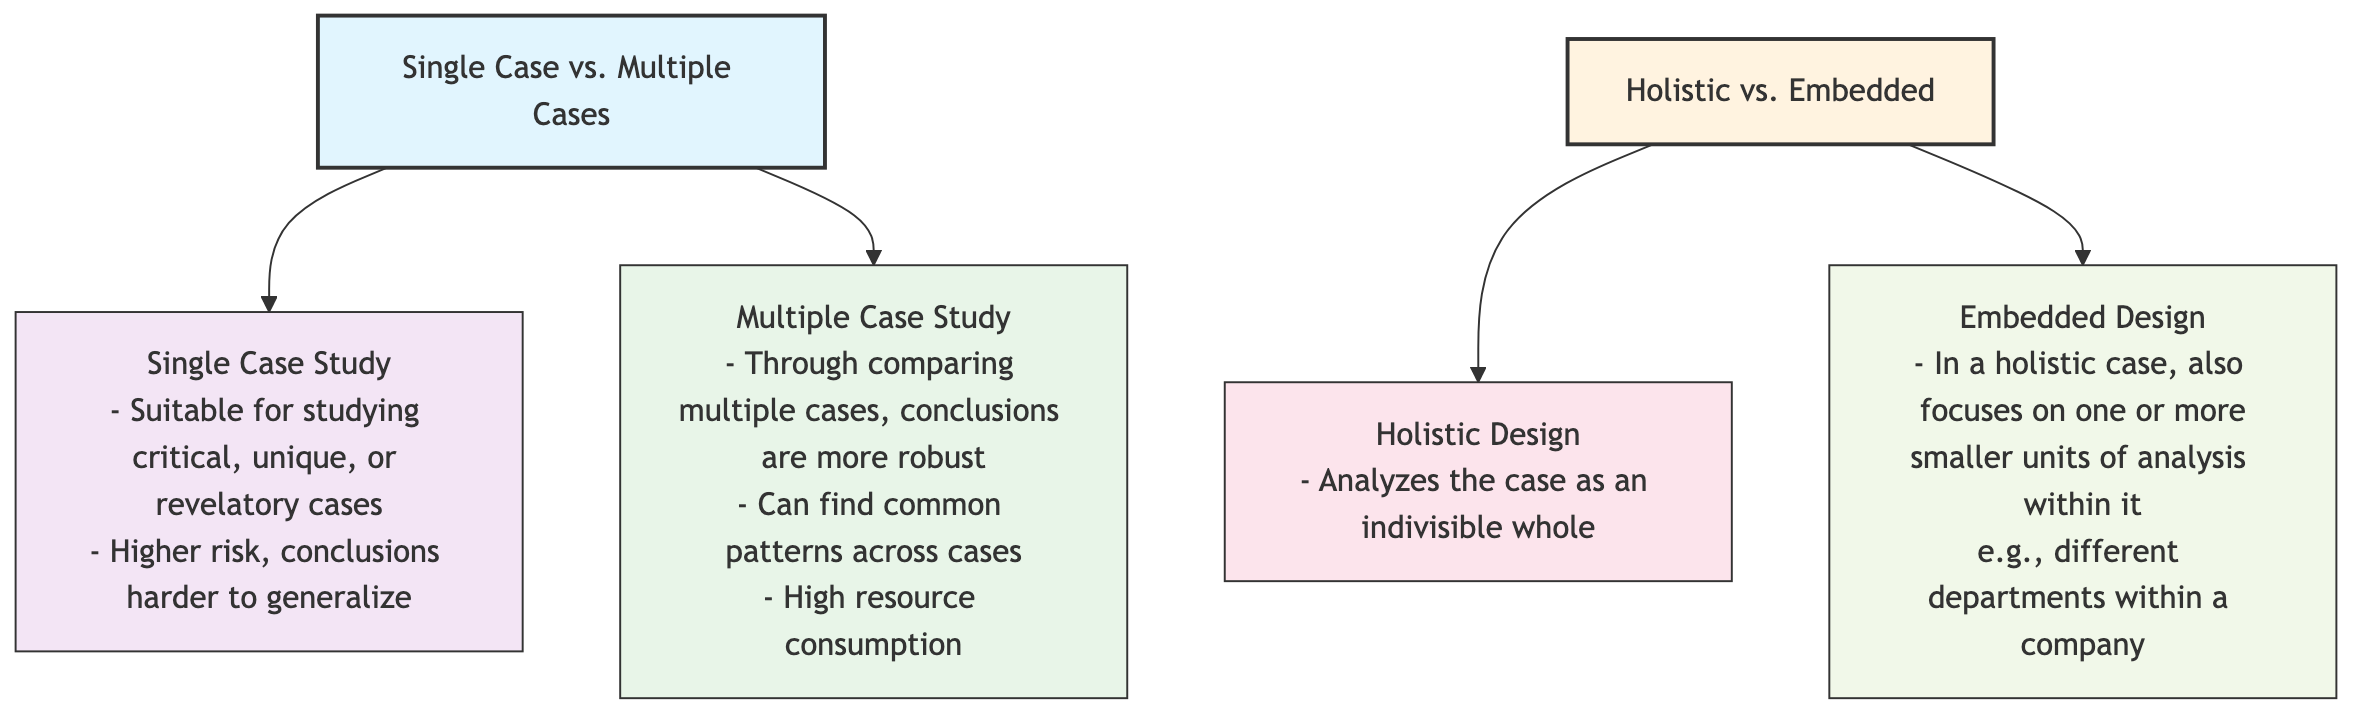 Single Case vs. Multiple
Cases
Holistic vs. Embedded
Single Case Study
- Suitable for studying
critical, unique, or
revelatory cases
- Higher risk, conclusions
harder to generalize
Multiple Case Study
- Through comparing
multiple cases, conclusions
are more robust
- Can find common
patterns across cases
- High resource
consumption
Holistic Design
- Analyzes the case as an
indivisible whole
Embedded Design
- In a holistic case, also
focuses on one or more
smaller units of analysis
within it
e.g., different
departments within a
company